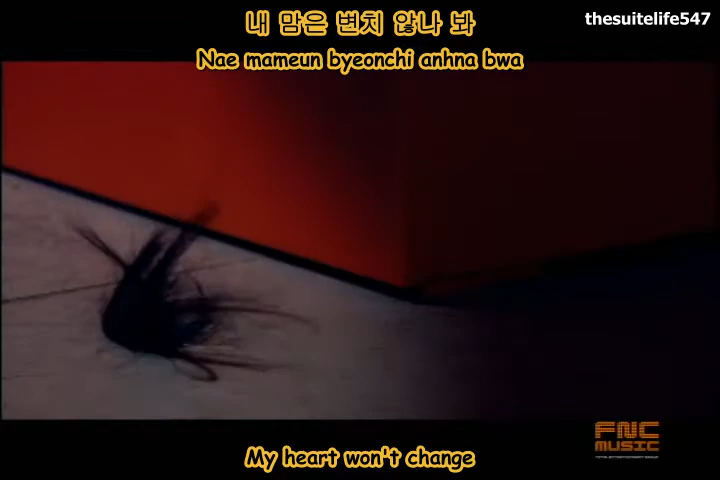 내 맘은 변치 않나 봐
thesuitelife547
Nae mameun byeonchi anhna bwa
FNC
MUSIC
My heart won't change